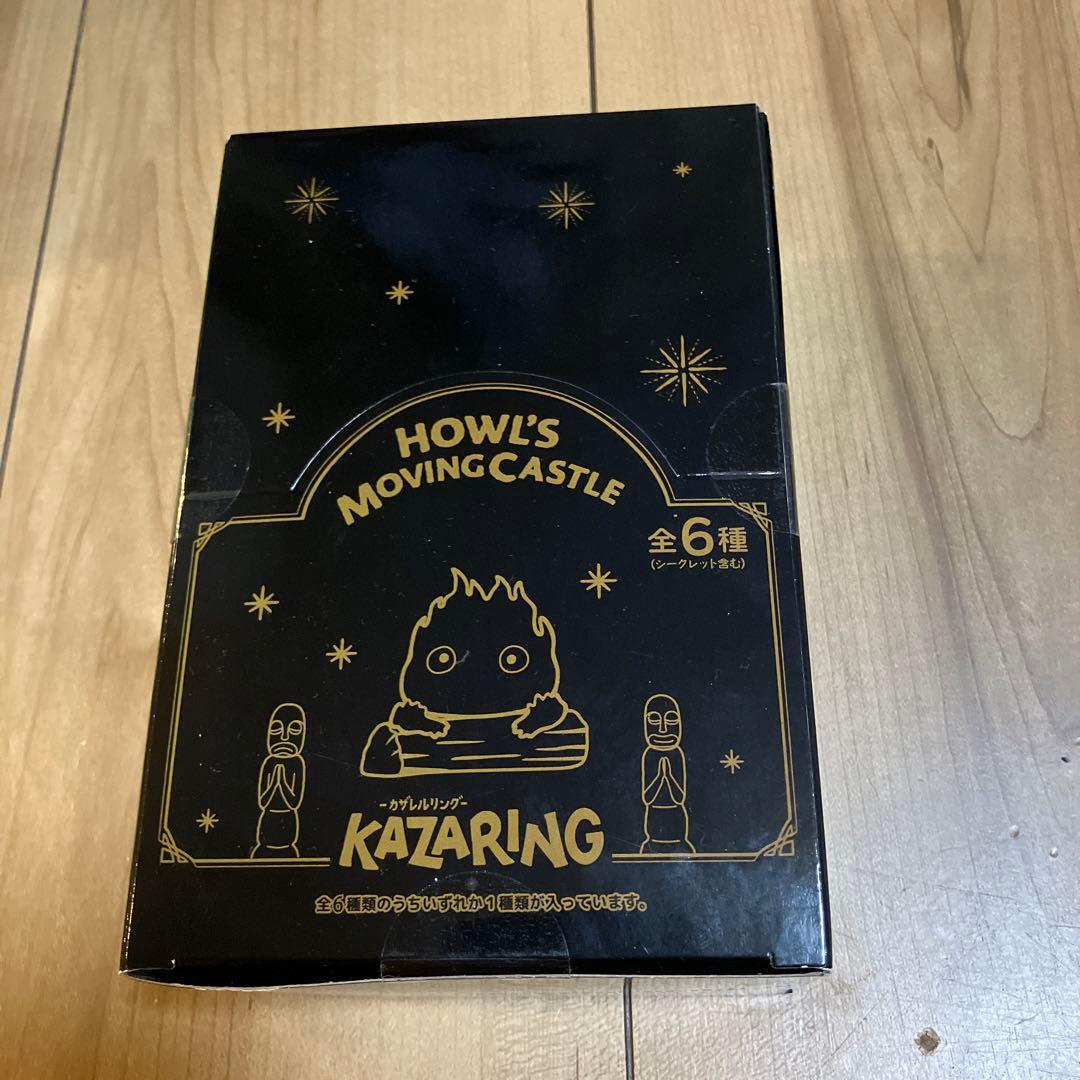 HOWL'S
MOVING CASTLE
全6種
(シークレット含む)
-カザレルリング-
KAZARING
全6種類のうちいずれか1種類が入っています。